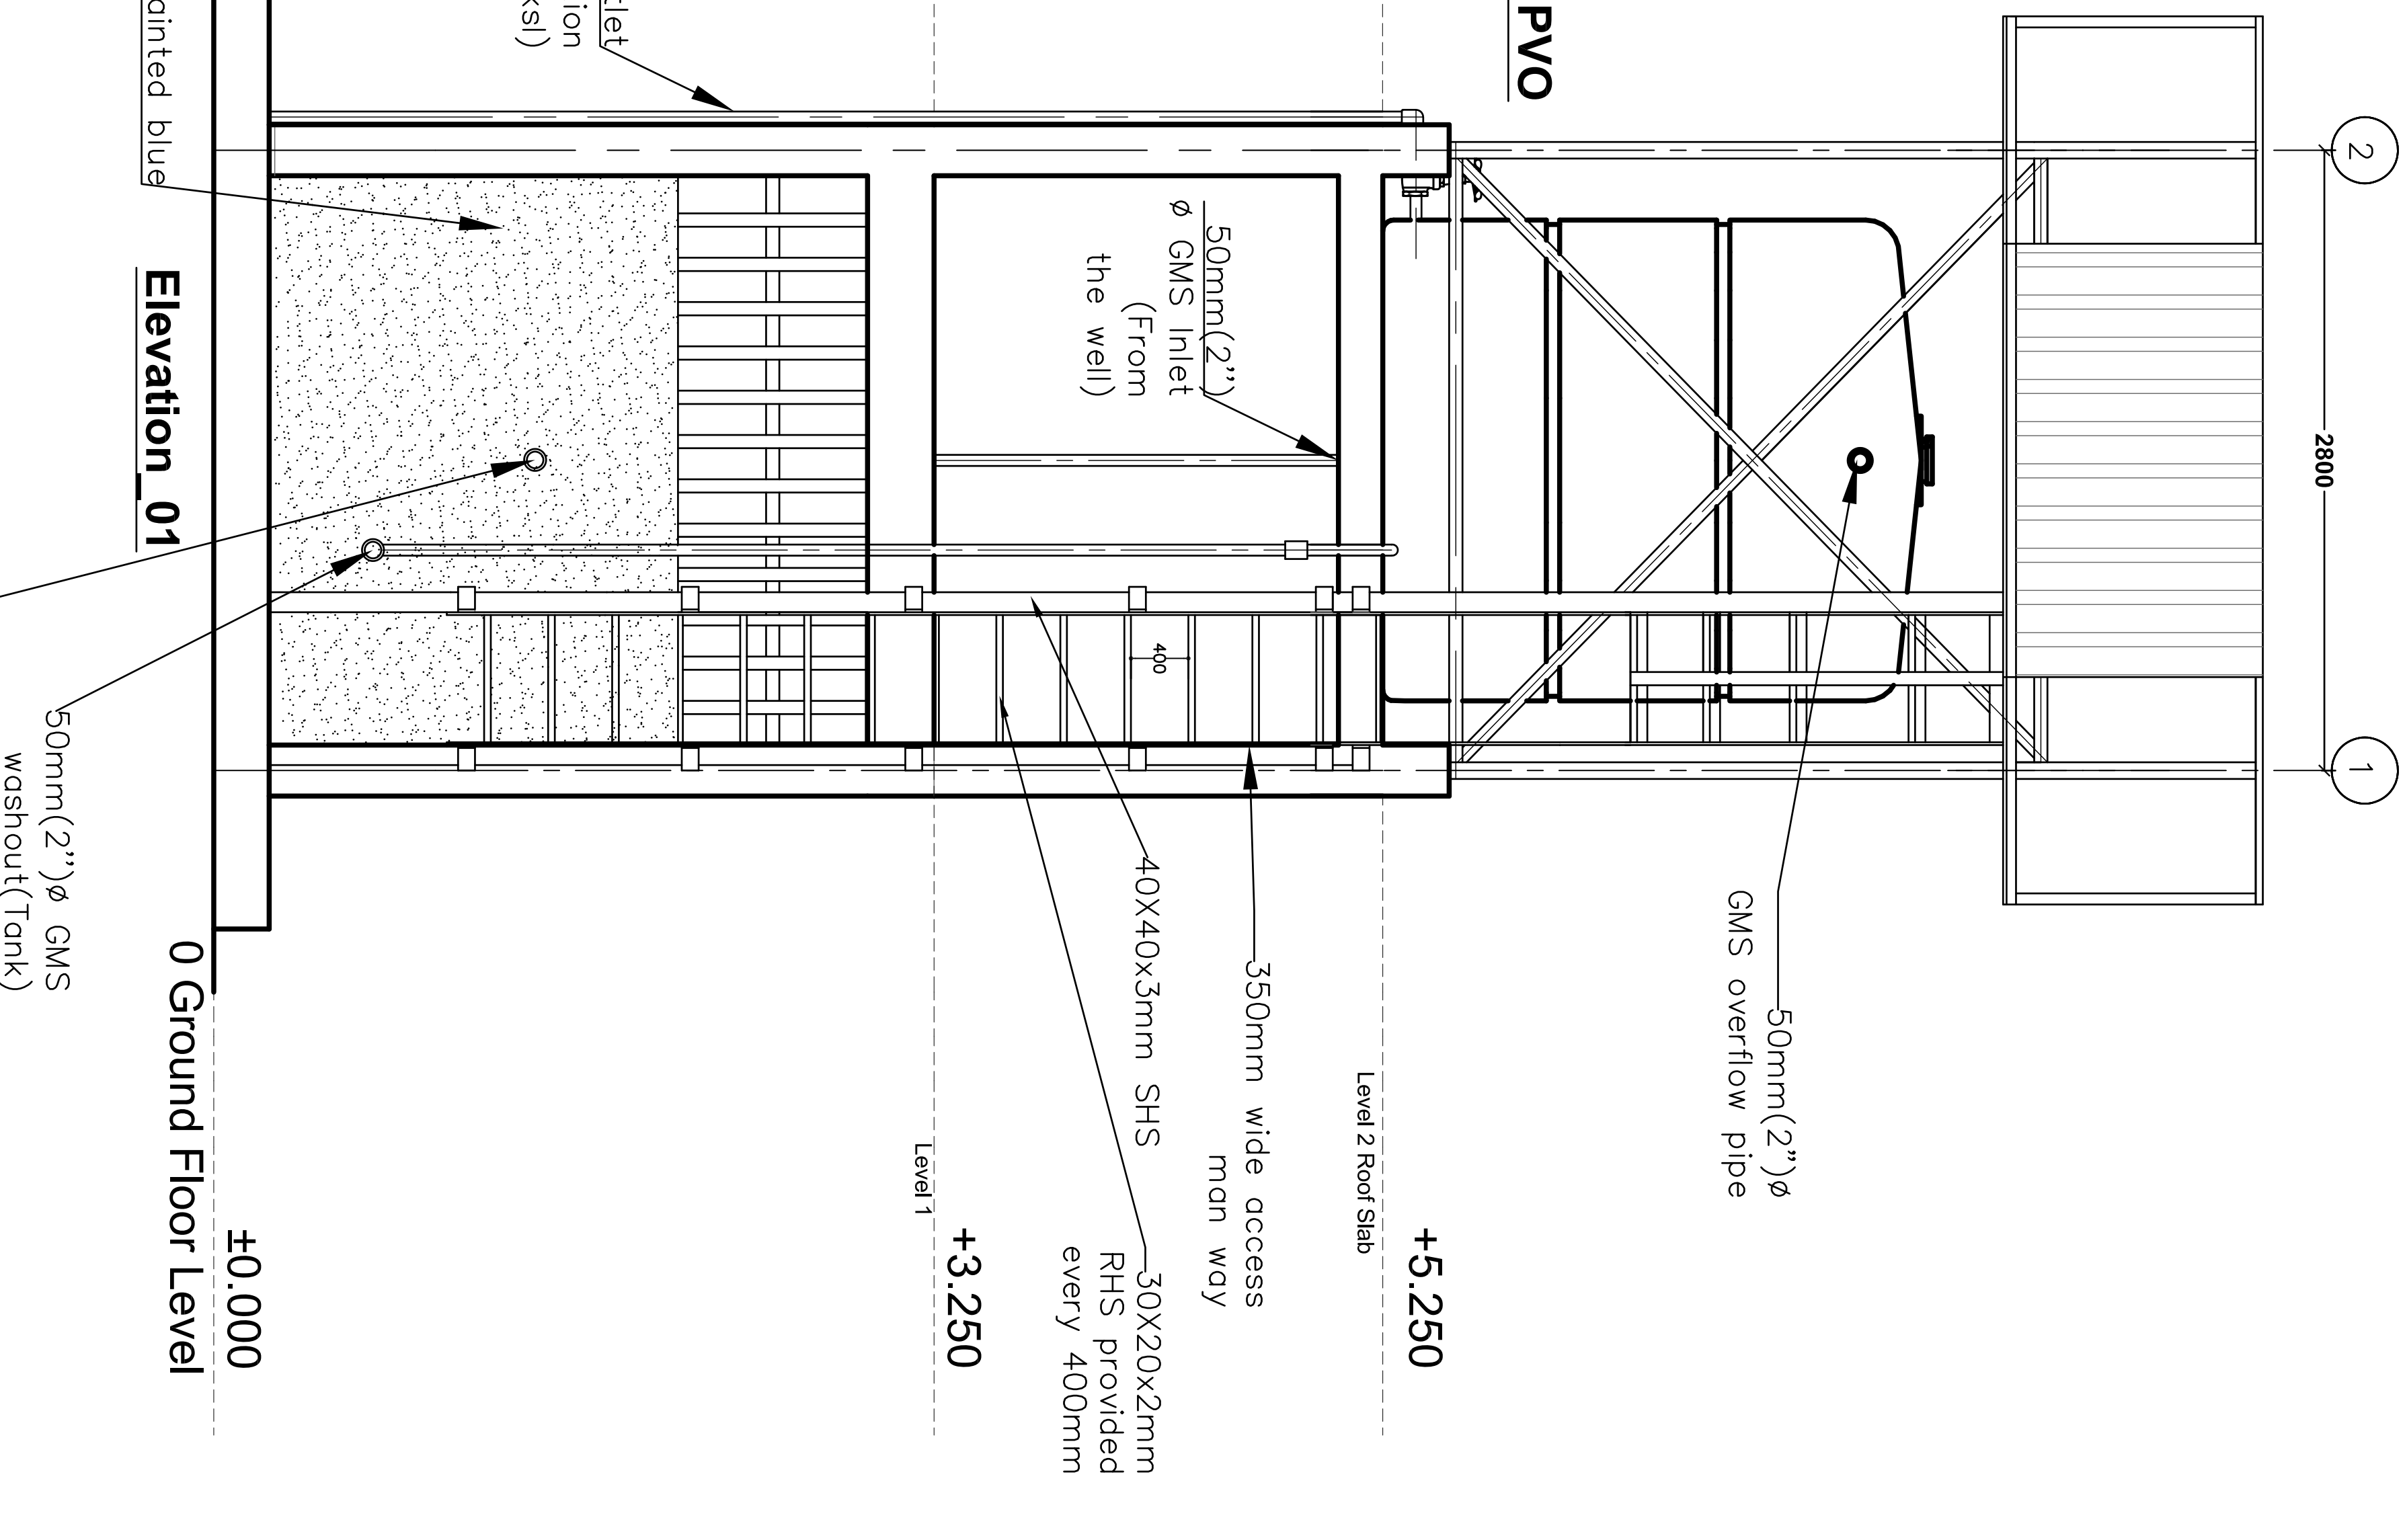 2
2800
1
PVO
50mm(2")ø
GMS overflow pipe
+5.250
Level 2 Roof Slab
50mm(2")
ø GMS Inlet
(From
the well)
350mm wide access
man way
400
40X40x3mm SHS
30X20x2mm
RHS provided
every 400mm
+3.250
Level 1
±0.000
0 Ground Floor Level
Elevation_01
blue
50mm(2")ø GMS
washout(Tank)